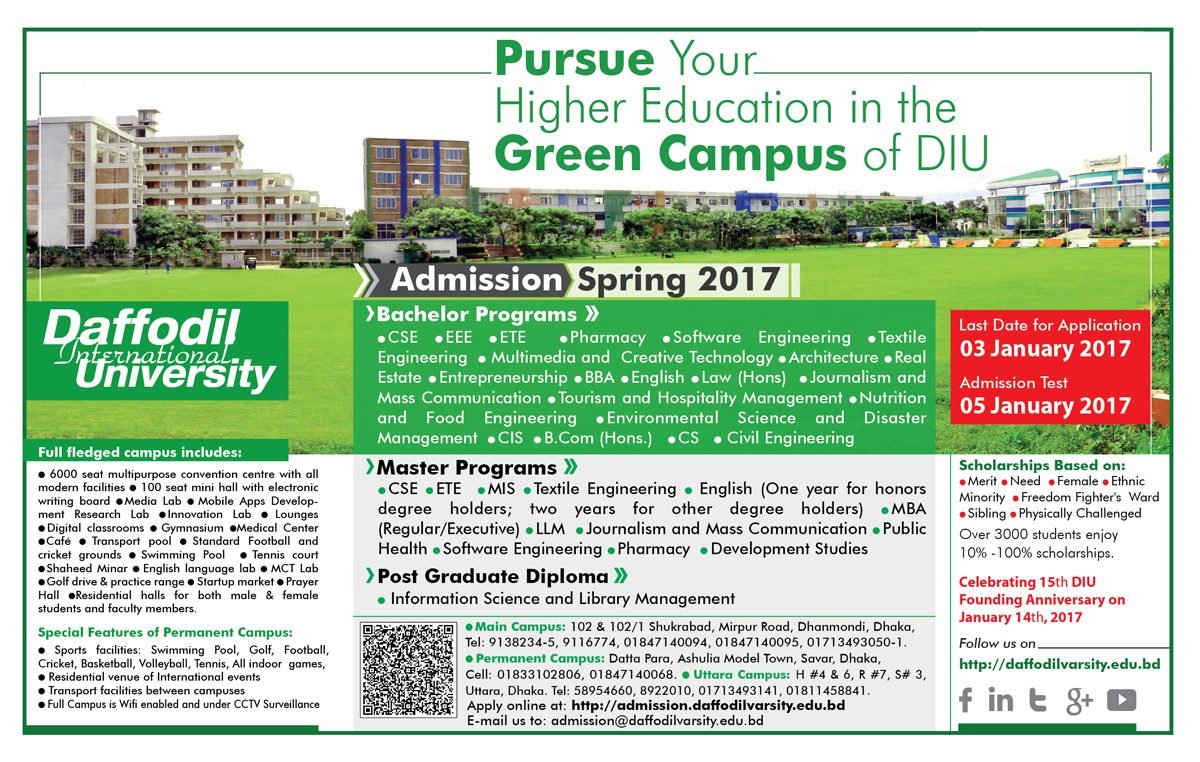 Pursue Your
Higher Education in the
Green Campus of DIU
Admission Spring 2017
Daffodil
International
University
Full fledged campus includes:
● 6000 seat multipurpose convention centre with all
modern facilities ● 100 seat mini hall with electronic
writing board ● Media Lab ● Mobile Apps Develop-
ment Research Lab ● Innovation Lab ● Lounges
● Digital classrooms ● Gymnasium ● Medical Center
● Café ● Transport pool ● Standard Football and
cricket grounds ● Swimming Pool ● Tennis court
● Shaheed Minar ● English language lab ● MCT Lab
● Golf drive & practice range ● Startup market ● Prayer
Hall ● Residential halls for both male & female
students and faculty members.
Special Features of Permanent Campus:
● Sports facilities: Swimming Pool, Golf, Football,
Cricket, Basketball, Volleyball, Tennis, All indoor games,
● Residential venue of International events
● Transport facilities between campuses
● Full Campus is Wifi enabled and under CCTV Surveillance
Bachelor Programs
● CSE ● EEE ● ETE ● Pharmacy ● Software Engineering ● Textile
Engineering ● Multimedia and Creative Technology ● Architecture ● Real
Estate ● Entrepreneurship ● BBA ● English ● Law (Hons) ● Journalism and
Mass Communication ● Tourism and Hospitality Management ● Nutrition
and Food Engineering ● Environmental Science and Disaster
Management ● CIS ● B.Com (Hons.) ● CS ● Civil Engineering
Master Programs
● CSE ● ETE ● MIS ● Textile Engineering ● English (One year for honors
degree holders; two years for other degree holders) ● MBA
(Regular/Executive) ● LLM ● Journalism and Mass Communication ● Public
Health ● Software Engineering ● Pharmacy ● Development Studies
Post Graduate Diploma
● Information Science and Library Management
● Main Campus: 102 & 102/1 Shukrabad, Mirpur Road, Dhanmondi, Dhaka,
Tel: 9138234-5, 9116774, 01847140094, 01847140095, 01713493050-1.
● Permanent Campus: Datta Para, Ashulia Model Town, Savar, Dhaka,
Cell: 01833102806, 01847140068. ● Uttara Campus: H #4 & 6, R #7, S# 3,
Uttara, Dhaka. Tel: 58954660, 8922010, 01713493141, 01811458841.
Apply online at: http://admission.daffodilvarsity.edu.bd
E-mail us to: admission@daffodilvarsity.edu.bd
Last Date for Application
03 January 2017
Admission Test
05 January 2017
Scholarships Based on:
● Merit ● Need ● Female ● Ethnic
Minority ● Freedom Fighter's Ward
● Sibling ● Physically Challenged
Over 3000 students enjoy
10% -100% scholarships.
Celebrating 15th DIU
Founding Anniversary on
January 14th, 2017
Follow us on
http://daffodilvarsity.edu.bd